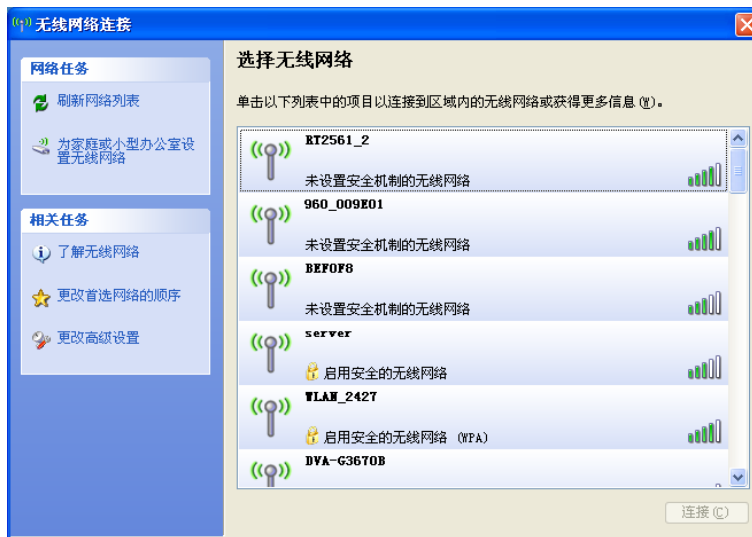 无线网络连接
网络任务
刷新网络列表
为家庭或小型办公室设
置无线网络
相关任务
了解无线网络
更改首选网络的顺序
更改高级设置
选择无线网络
单击以下列表中的项目以连接到区域内的无线网络或获得更多信息(W)。
RT2561_2
未设置安全机制的无线网络
960_009E01
未设置安全机制的无线网络
BEF0F8
未设置安全机制的无线网络
server
启用安全的无线网络
WLAN_2427
启用安全的无线网络 (WPA)
DVA-G3670B
连接(C)